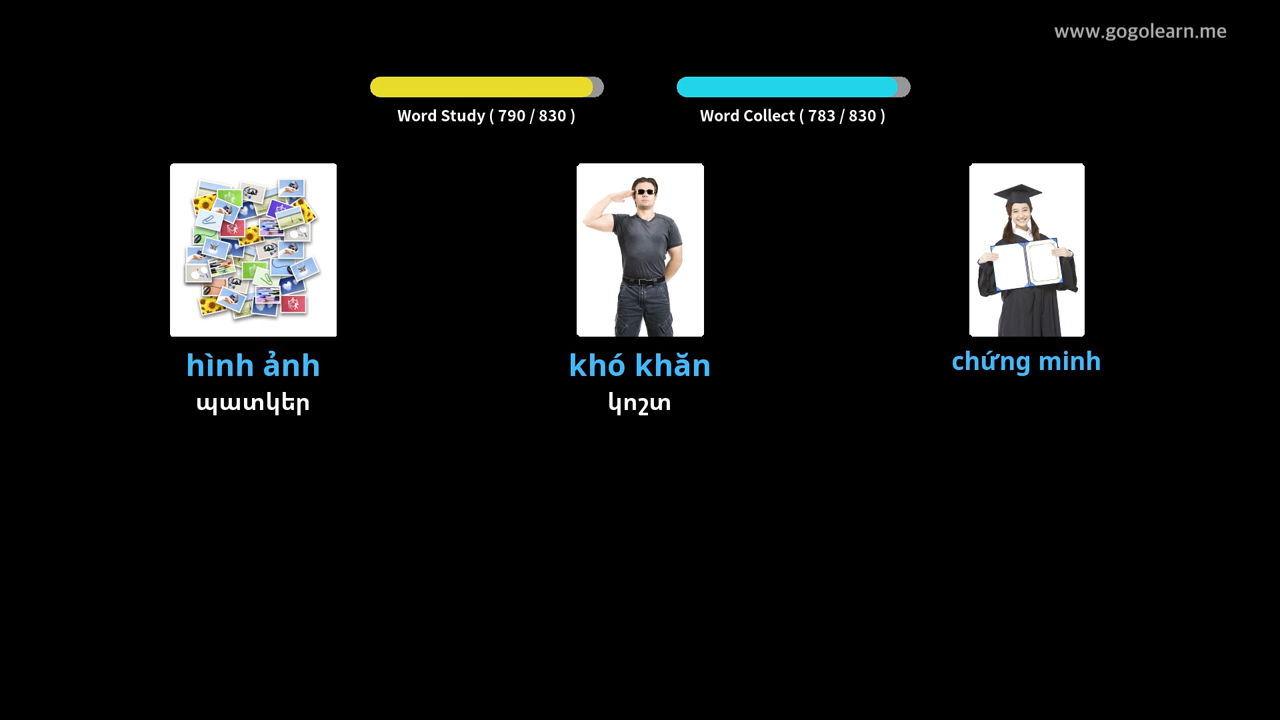 www.gogolearn.me
Word Study ( 790 / 830 )
Word Collect ( 783 / 830 )
hình ảnh
պատկեր
khó khăn
կոշտ
chứng minh